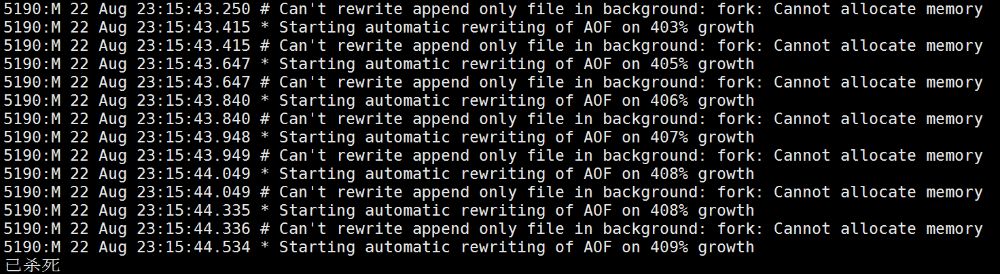 5190:M 22 Aug 23:15:43.250 # Can't rewrite append only file in background: fork: Cannot allocate memory
5190:M 22 Aug 23:15:43.415 * Starting automatic rewriting of AOF on 403% growth
5190:M 22 Aug 23:15:43.415 # Can't rewrite append only file in background: fork: Cannot allocate memory
5190:M 22 Aug 23:15:43.647 * Starting automatic rewriting of AOF on 405% growth
5190:M 22 Aug 23:15:43.647 # Can't rewrite append only file in background: fork: Cannot allocate memory
5190:M 22 Aug 23:15:43.840 * Starting automatic rewriting of AOF on 406% growth
5190:M 22 Aug 23:15:43.840 # Can't rewrite append only file in background: fork: Cannot allocate memory
5190:M 22 Aug 23:15:43.948 * Starting automatic rewriting of AOF on 407% growth
5190:M 22 Aug 23:15:43.949 # Can't rewrite append only file in background: fork: Cannot allocate memory
5190:M 22 Aug 23:15:44.049 * Starting automatic rewriting of AOF on 408% growth
5190:M 22 Aug 23:15:44.049 # Can't rewrite append only file in background: fork: Cannot allocate memory
5190:M 22 Aug 23:15:44.335 * Starting automatic rewriting of AOF on 408% growth
5190:M 22 Aug 23:15:44.336 # Can't rewrite append only file in background: fork: Cannot allocate memory
5190:M 22 Aug 23:15:44.534 * Starting automatic rewriting of AOF on 409% growth
已杀死